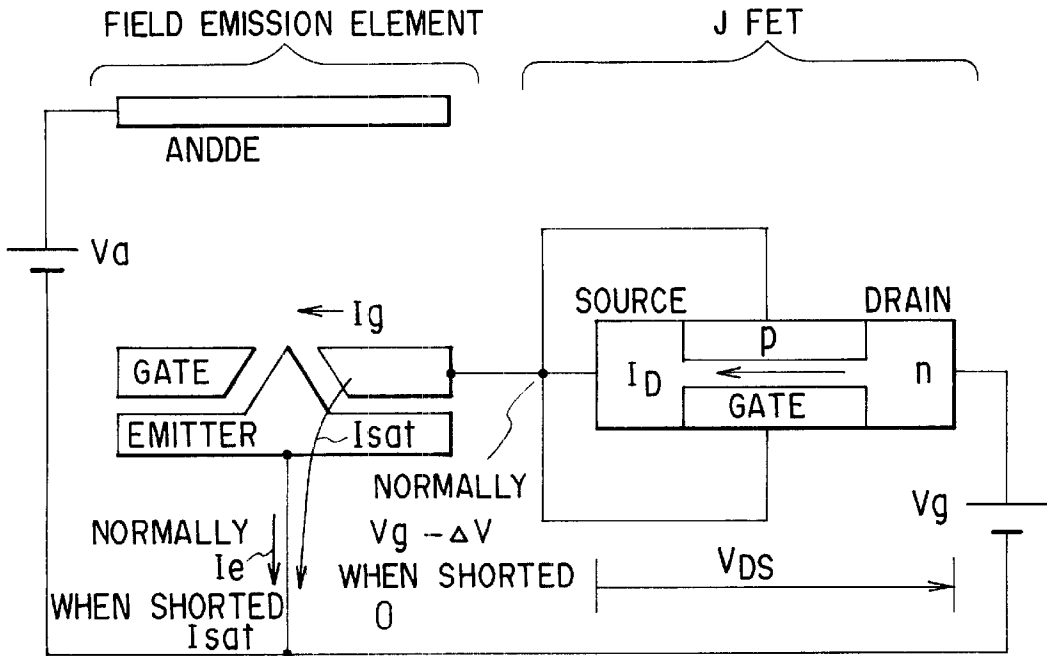 FIELD EMISSION ELEMENT
J FET
ANDDE
Va
Ig
SOURCE
DRAIN
GATE
p
ID
n
GATE
EMITTER
Isat
NORMALLY
Vg - ΔV
WHEN SHORTED
0
NORMALLY
Ie
WHEN SHORTED
Isat
Vg
VDS